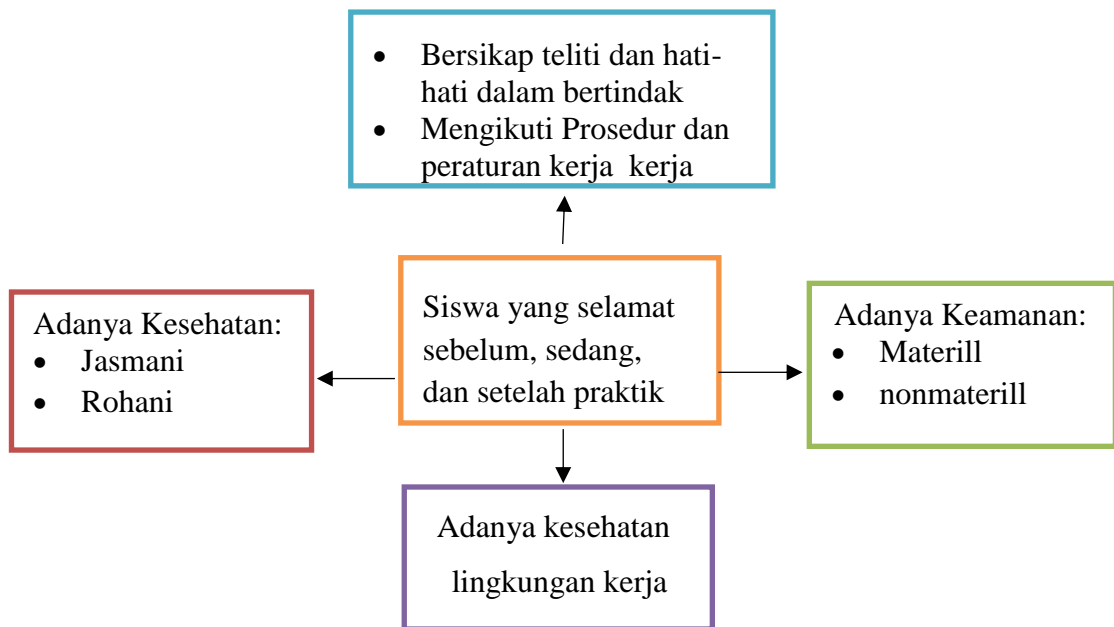 • Bersikap teliti dan hati-
hati dalam bertindak
• Mengikuti Prosedur dan
peraturan kerja  kerja
Siswa yang selamat
sebelum, sedang,
dan setelah praktik
Adanya Kesehatan:
• Jasmani
• Rohani
Adanya Keamanan:
• Materill
• nonmaterill
Adanya kesehatan
lingkungan kerja